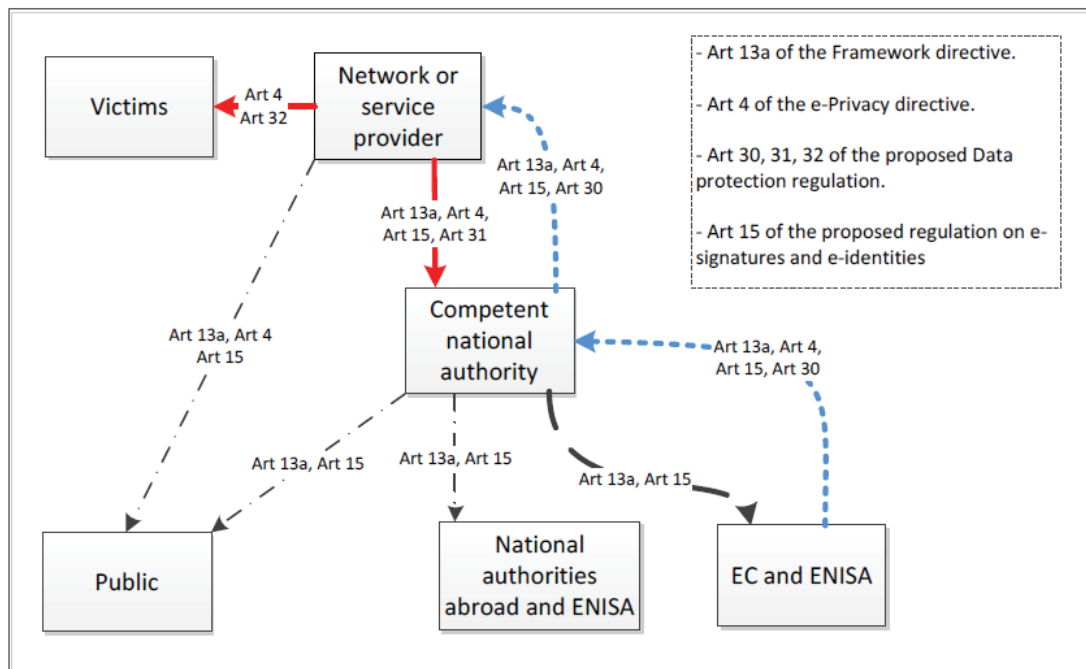 Victims
Art 4
Art 32
Network or
service
provider
- Art 13a of the Framework directive.
- Art 4 of the e-Privacy directive.
- Art 30, 31, 32 of the proposed Data
protection regulation.
- Art 15 of the proposed regulation on e-
signatures and e-identities
Art 13a, Art 4,
Art 15, Art 30
Art 13a, Art 4,
Art 15, Art 31
Art 13a, Art 4
Art 15
Competent
national
authority
Art 13a, Art 4,
Art 15, Art 30
Art 13a, Art 15
Art 13a, Art 15
Art 13a, Art 15
Public
National
authorities
abroad and ENISA
EC and ENISA